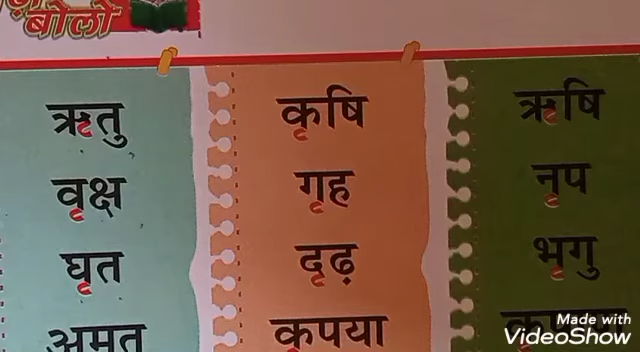 बोलो
ऋतु कृषि ऋषि
वृक्ष गृह नृप
घृत दृढ़ भृगु
अमृत कृपया
Made with
VideoShow